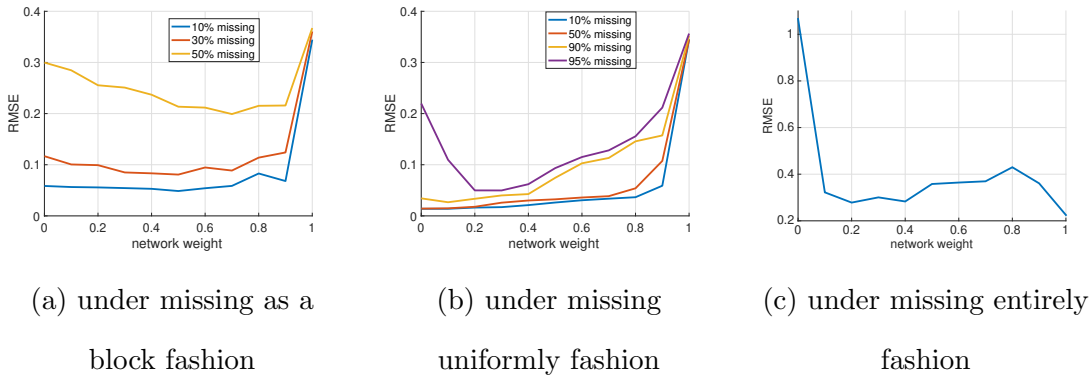 0.4
0.3
0.2
0.1
0
RMSE
10% missing
30% missing
50% missing
0 0.2 0.4 0.6 0.8 1
network weight
(a) under missing as a
block fashion
0.4
0.3
0.2
0.1
0
RMSE
10% missing
50% missing
90% missing
95% missing
0 0.2 0.4 0.6 0.8 1
network weight
(b) under missing
uniformly fashion
1
0.8
0.6
0.4
0.2
RMSE
0 0.2 0.4 0.6 0.8 1
network weight
(c) under missing entirely
fashion